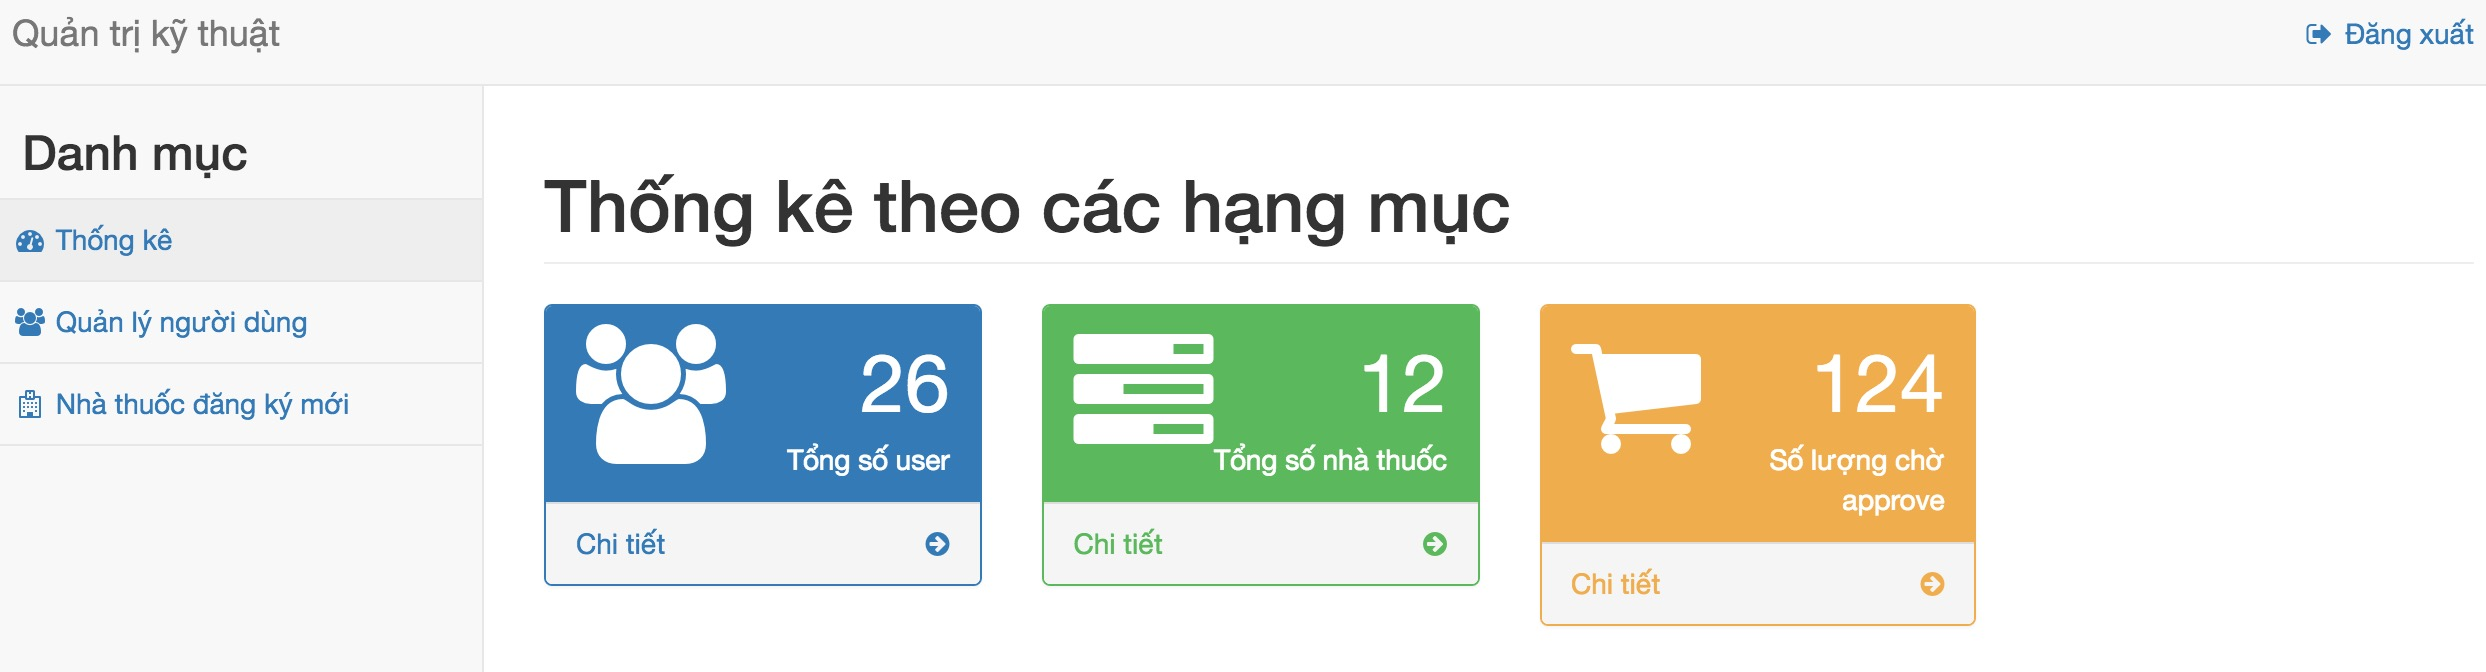 Quản trị kỹ thuật
Đăng xuất
Danh mục
Thống kê
Quản lý người dùng
Nhà thuốc đăng ký mới
Thống kê theo các hạng mục
26
Tổng số user
Chi tiết
12
Tổng số nhà thuốc
Chi tiết
124
Số lượng chờ
approve
Chi tiết